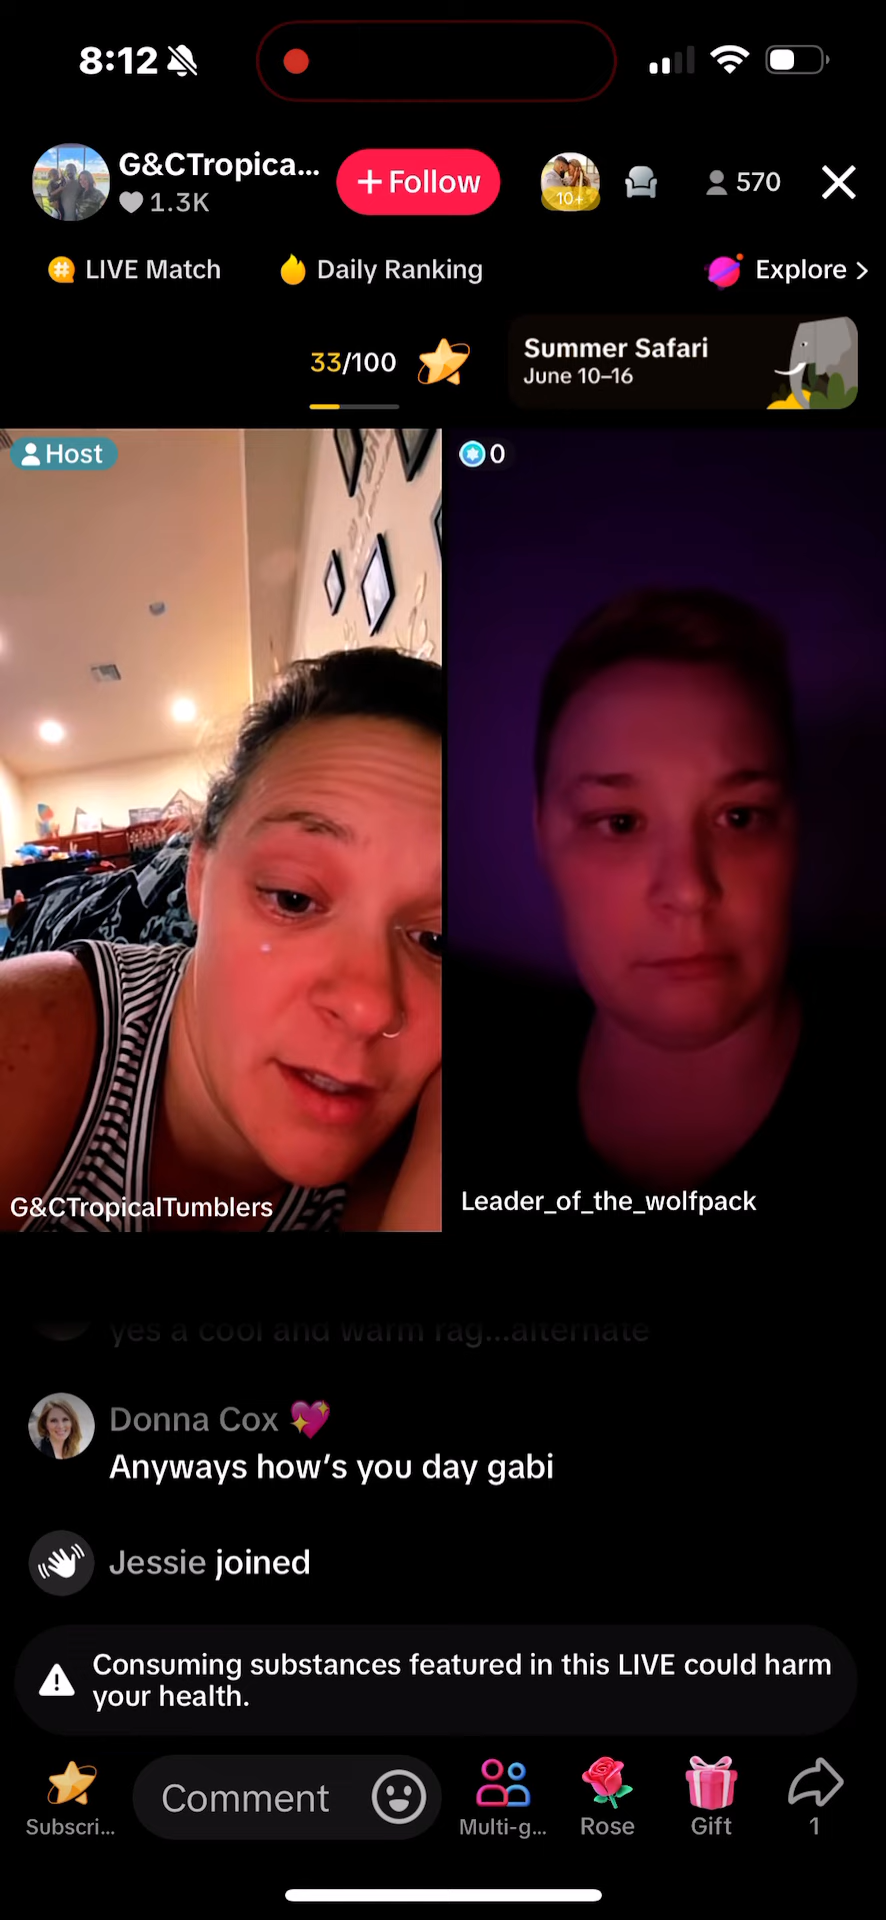 8:12
G&CTropica...
1.3K
+ Follow
10+
570
LIVE Match
Daily Ranking
Explore >
33/100
Summer Safari
June 10–16
Host
0
G&CTropicalTumblers
Leader_of_the_wolfpack
yes a cool and warm rag...alternate
Donna Cox 💖
Anyways how's you day gabi
Jessie joined
Consuming substances featured in this LIVE could harm
your health.
Comment
Subscri...
Multi-g...
Rose
Gift
1